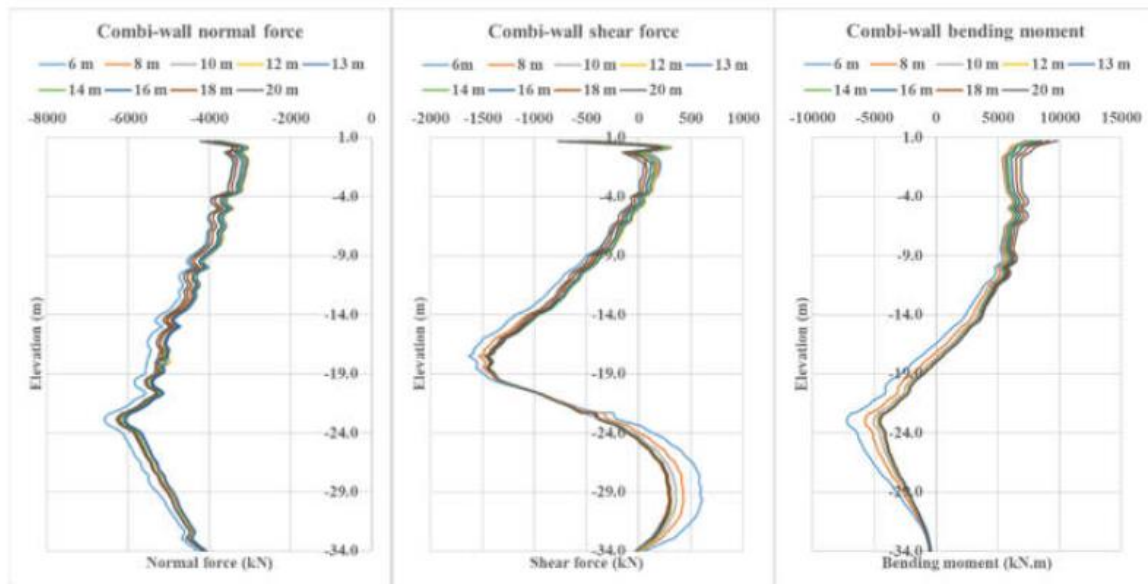 Combi-wall normal force
6 m 8 m 10 m 12 m 13 m
14 m 16 m 18 m 20 m
-8000 -6000 -4000 -2000 0
1.0
-4.0
-9.0
-14.0
-19.0
-24.0
-29.0
-34.0
Elevation (m)
Normal force (kN)
Combi-wall shear force
6m 8 m 10 m 12 m 13 m
14 m 16 m 18 m 20 m
-2000 -1500 -1000 -500 0 500 1000
1.0
-4.0
-9.0
-14.0
-19.0
-24.0
-29.0
-34.0
Elevation (m)
Shear force (kN)
Combi-wall bending moment
6 m 8 m 10 m 12 m 13 m
14 m 16 m 18 m 20 m
-10000 -5000 0 5000 10000 15000
1.0
-4.0
-9.0
-14.0
-19.0
-24.0
-29.0
-34.0
Elevation (m)
Bending moment (kN.m)